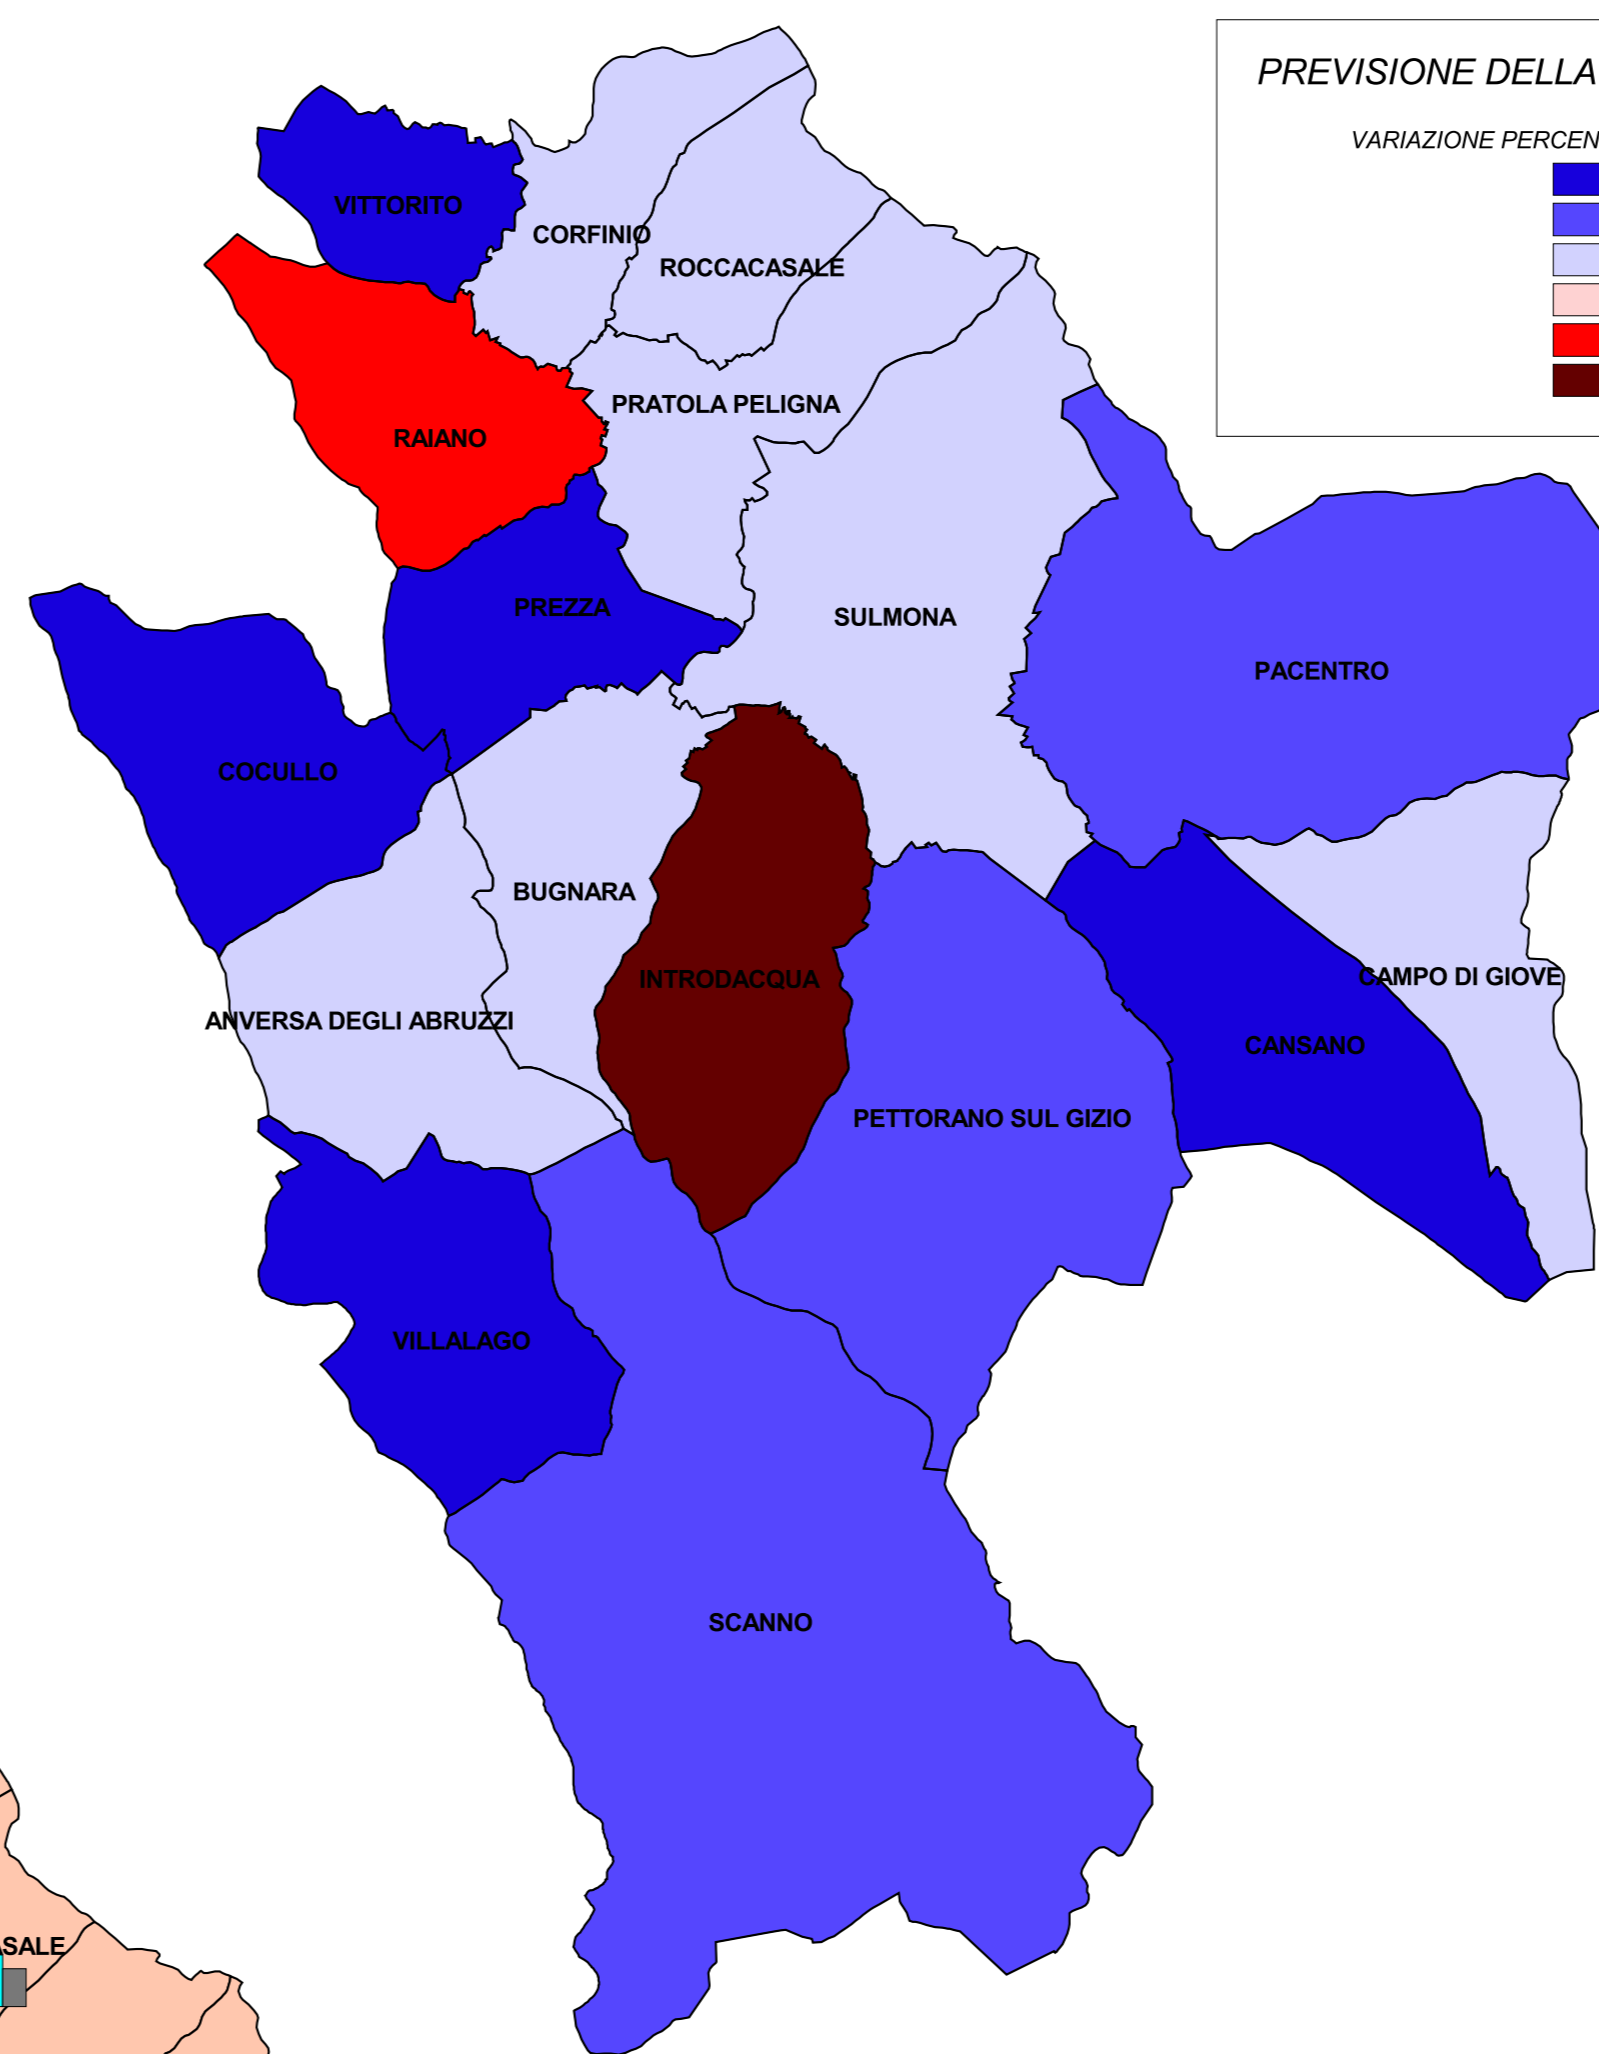 PREVISIONE DELLA
VARIAZIONE PERCEN
VITTORITO
CORFINIO
ROCCACASALE
PRATOLA PELIGNA
RAIANO
PREZZA
SULMONA
PACENTRO
COCULLO
BUGNARA
INTRODACQUA
CAMPO DI GIOVE
ANVERSA DEGLI ABRUZZI
CANSANO
PETTORANO SUL GIZIO
VILLALAGO
SCANNO
ASALE